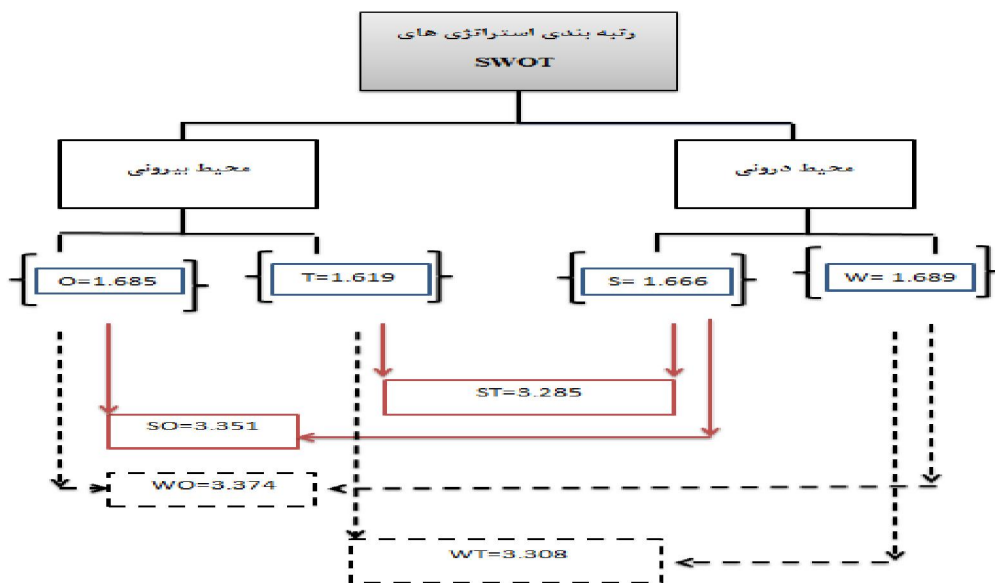 رتبه بندی استراتژی های
SWOT
محیط درونی
محیط بیرونی
O=1.685
T=1.619
S= 1.666
W= 1.689
ST=3.285
SO=3.351
WO=3.374
WT=3.308